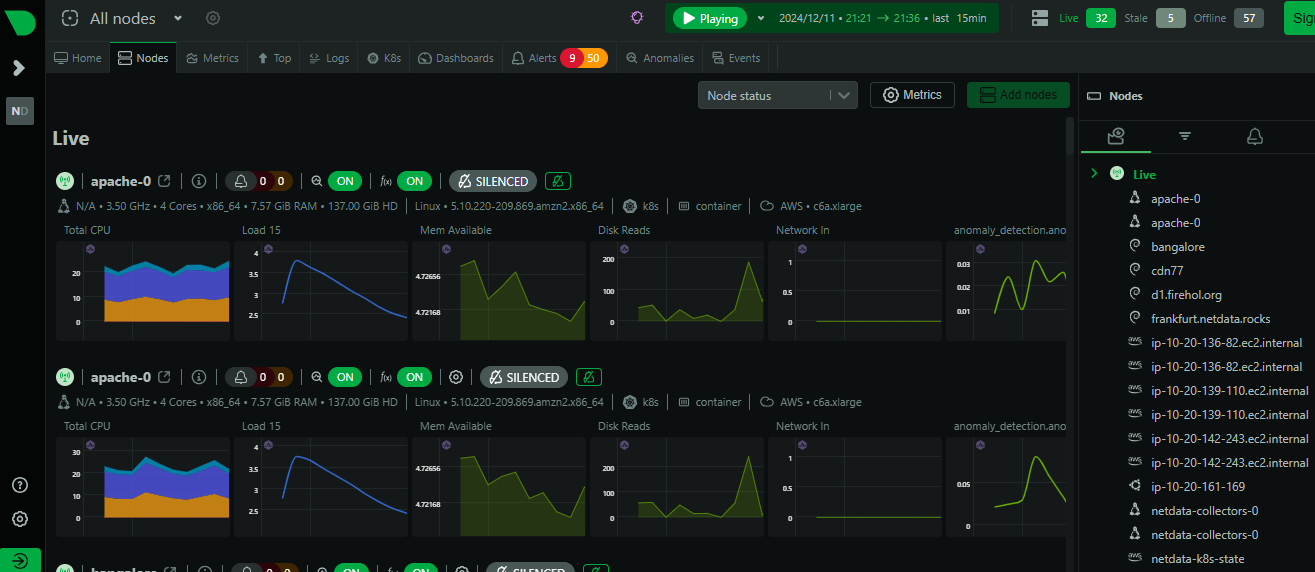 All nodes
Playing
2024/12/11 • 21:21 → 21:36 • last 15min
Live 32 Stale 5 Offline 57
Sig
Home Nodes Metrics Top Logs K8s Dashboards Alerts 9 50 Anomalies Events
ND
Node status Metrics Add nodes
Live
apache-0 0 0 ON f(x) ON SILENCED
N/A • 3.50 GHz • 4 Cores • x86_64 • 7.57 GiB RAM • 137.00 GiB HD Linux • 5.10.220-209.869.amzn2.x86_64 k8s container AWS • c6a.xlarge
Total CPU Load 15 Mem Available Disk Reads Network In anomaly_detection.ano
20
10
0
4
3.5
3
2.5
4.72656
4.72168
200
100
0
1
0.5
0
0.03
0.02
0.01
apache-0 0 0 ON f(x) ON SILENCED
N/A • 3.50 GHz • 4 Cores • x86_64 • 7.57 GiB RAM • 137.00 GiB HD Linux • 5.10.220-209.869.amzn2.x86_64 k8s container AWS • c6a.xlarge
Total CPU Load 15 Mem Available Disk Reads Network In anomaly_detection.ano
30
20
10
0
4
3.5
3
2.5
4.72656
4.72168
200
100
0
1
0.5
0
0.05
0
bangalore 0 0 ON f(x) ON SILENCED
Nodes
Live
apache-0
apache-0
bangalore
cdn77
d1.firehol.org
frankfurt.netdata.rocks
ip-10-20-136-82.ec2.internal
ip-10-20-136-82.ec2.internal
ip-10-20-139-110.ec2.internal
ip-10-20-139-110.ec2.internal
ip-10-20-142-243.ec2.internal
ip-10-20-142-243.ec2.internal
ip-10-20-161-169
netdata-collectors-0
netdata-collectors-0
netdata-k8s-state